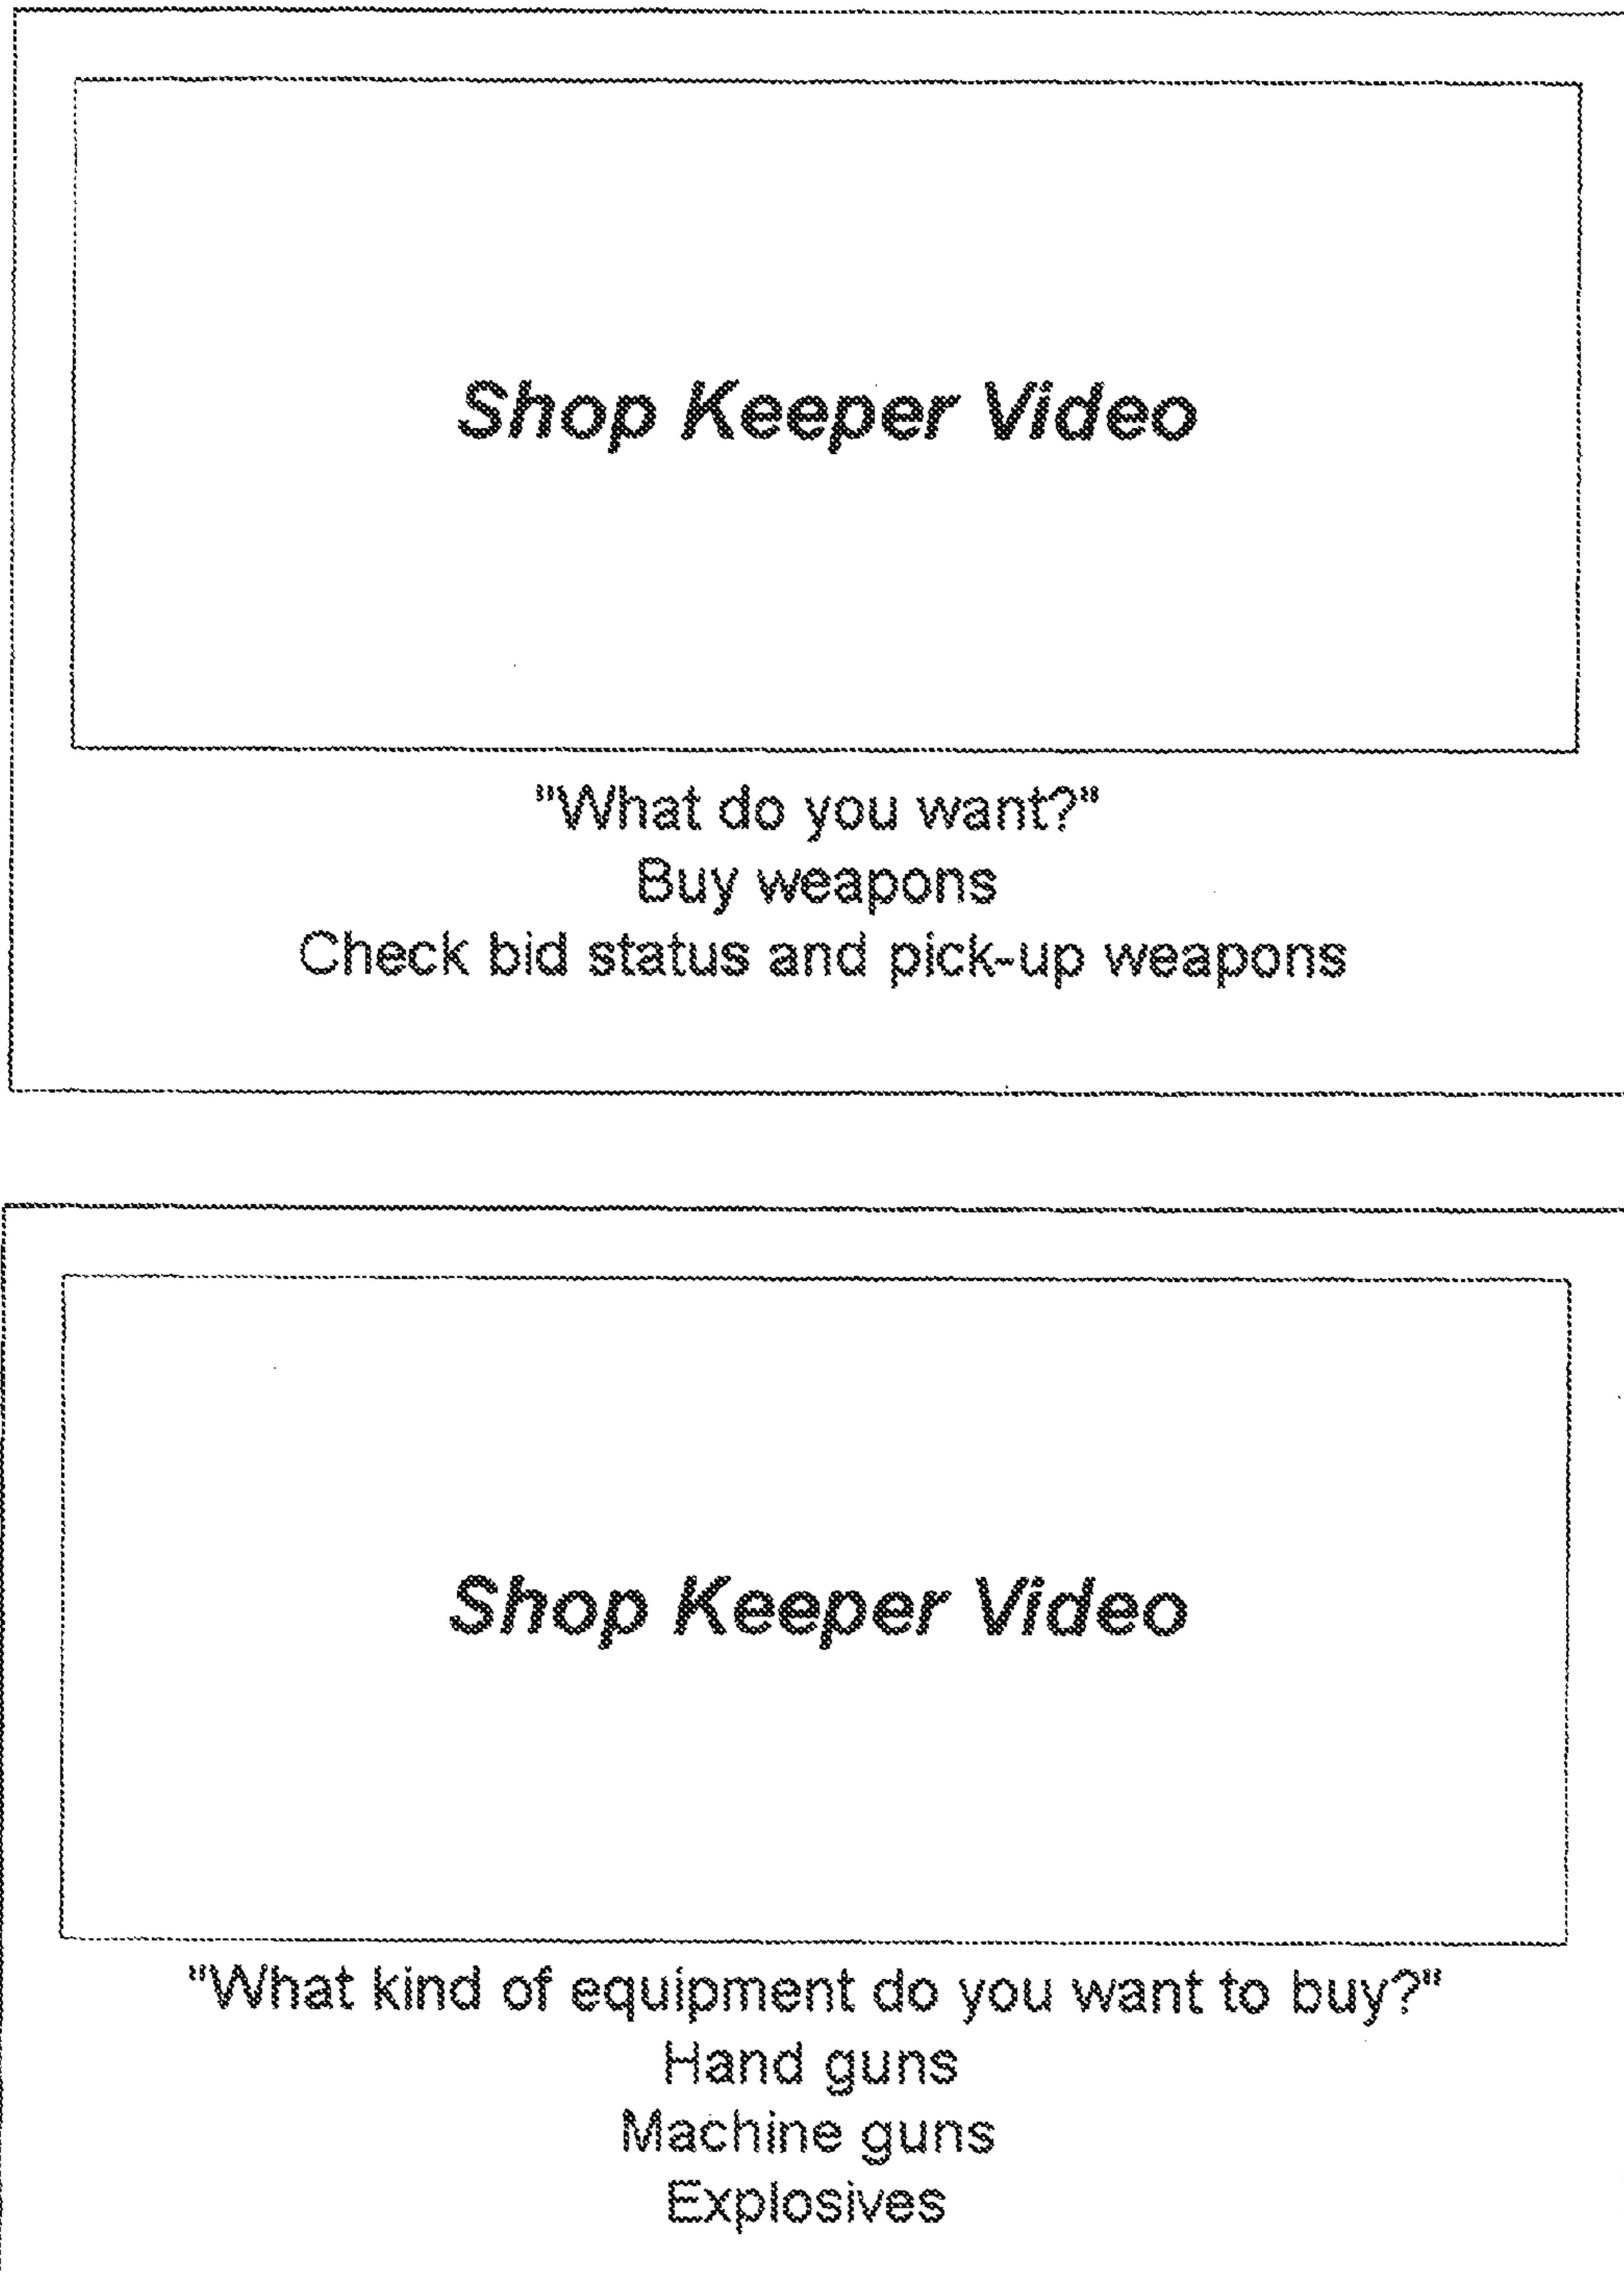 Shop Keeper Video
"What do you want?"
Buy weapons
Check bid status and pick-up weapons
Shop Keeper Video
"What kind of equipment do you want to buy?"
Hand guns
Machine guns
Explosives